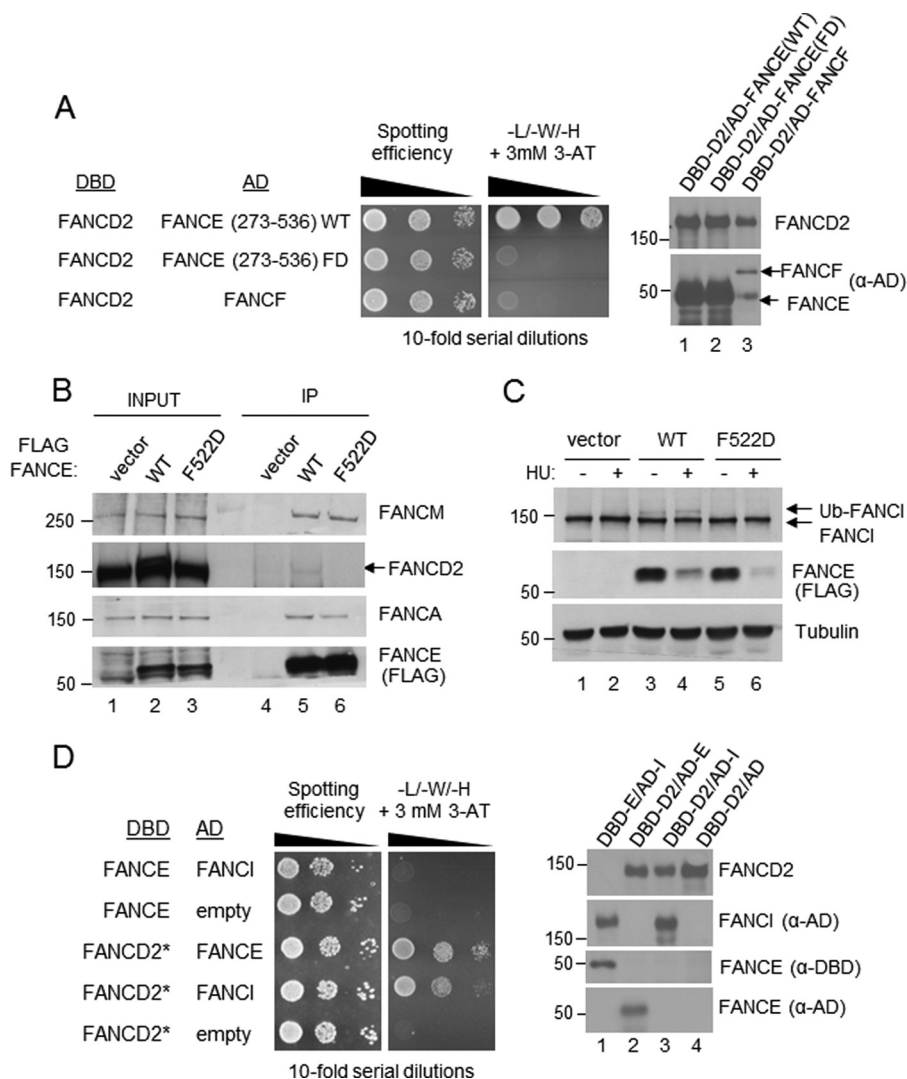 A
DBD AD
Spotting efficiency
-L/-W/-H + 3mM 3-AT
FANCD2 FANCE (273-536) WT
FANCD2 FANCE (273-536) FD
FANCD2 FANCF
10-fold serial dilutions
DBD-D2/AD-FANCE(WT)
DBD-D2/AD-FANCE(FD)
DBD-D2/AD-FANCF
150 FANCD2
FANCF (α-AD)
50 FANCE
1 2 3
B
INPUT IP
FLAG FANCE: vector WT F522D vector WT F522D
250 FANCM
150 FANCD2
150 FANCA
50 FANCE (FLAG)
1 2 3 4 5 6
C
vector WT F522D
HU: - + - + - +
150 Ub-FANCI
FANCI
50 FANCE (FLAG)
50 Tubulin
1 2 3 4 5 6
D
DBD AD
Spotting efficiency
-L/-W/-H + 3 mM 3-AT
FANCE FANCI
FANCE empty
FANCD2* FANCE
FANCD2* FANCI
FANCD2* empty
10-fold serial dilutions
DBD-E/AD-I
DBD-D2/AD-E
DBD-D2/AD-I
DBD-D2/AD
150 FANCD2
150 FANCI (α-AD)
50 FANCE (α-DBD)
50 FANCE (α-AD)
1 2 3 4